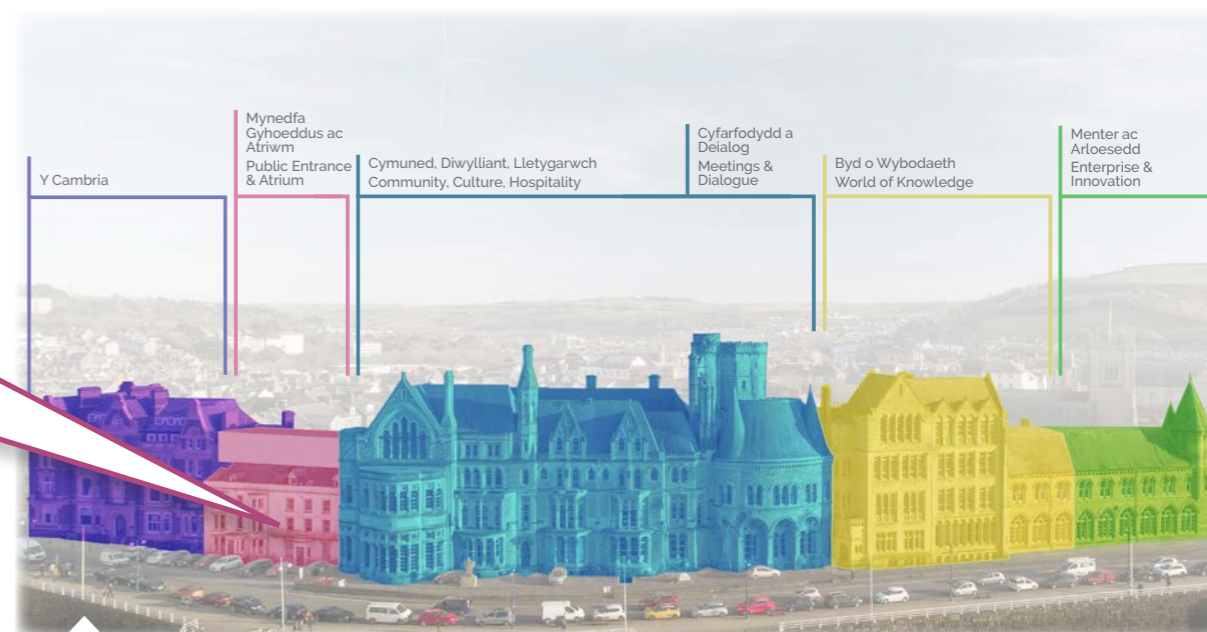 Y Cambria
Mynedfa
Gyhoeddus ac
Atriwm
Public Entrance
& Atrium
Cymuned, Diwylliant, Lletygarwch
Community, Culture, Hospitality
Cyfarfodydd a
Deialog
Meetings &
Dialogue
Byd o Wybodaeth
World of Knowledge
Menter ac
Arloesedd
Enterprise &
Innovation